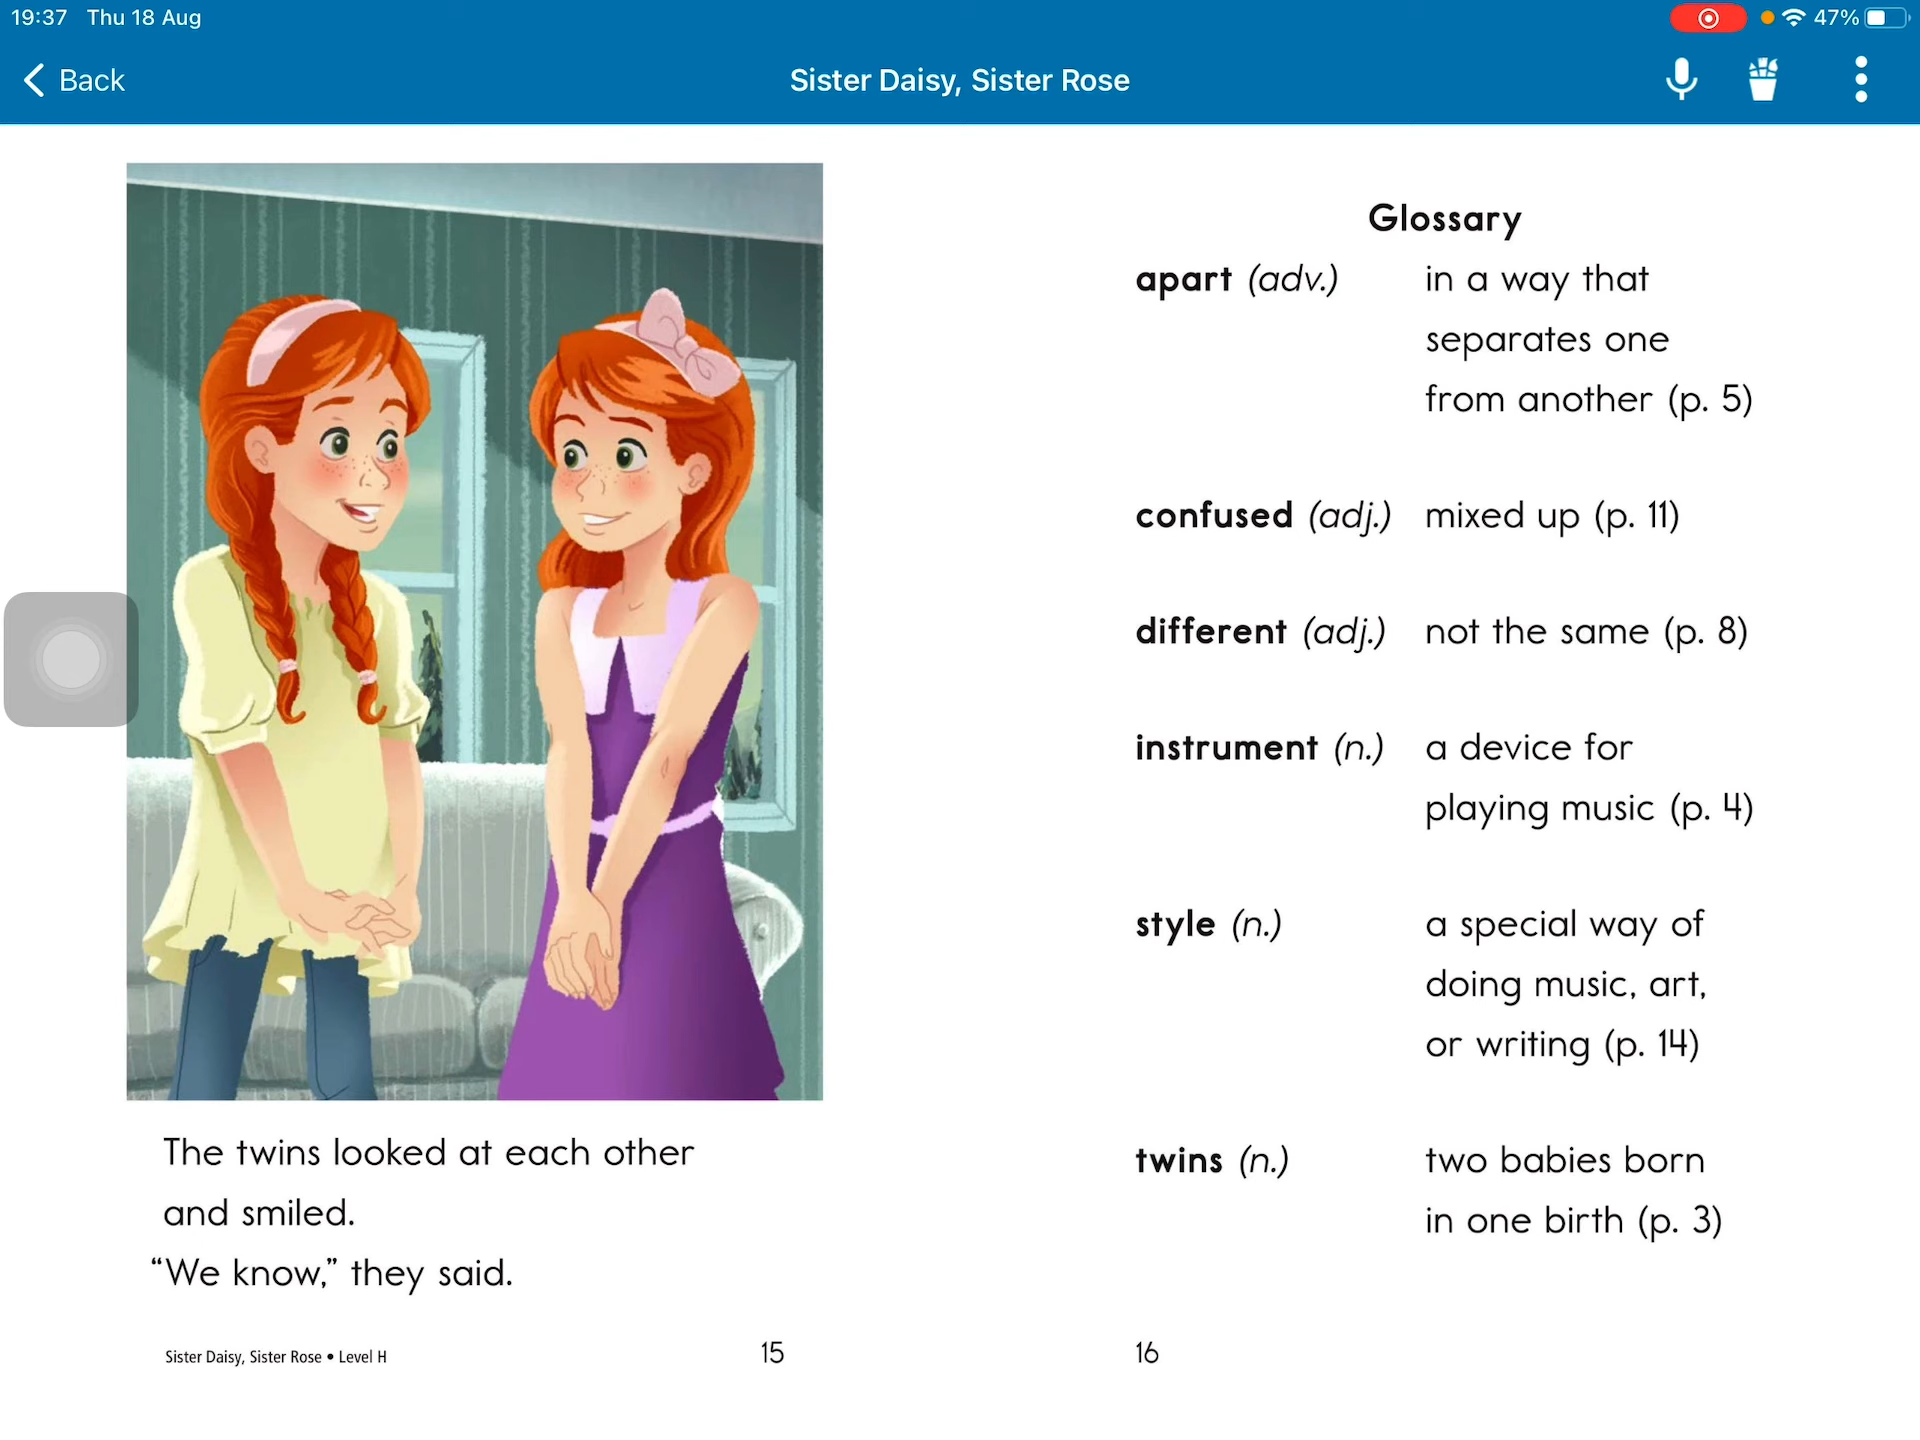 19:37 Thu 18 Aug
47%
Back
Sister Daisy, Sister Rose
The twins looked at each other
and smiled.
“We know,” they said.
Sister Daisy, Sister Rose • Level H
15
Glossary
apart (adv.) in a way that
separates one
from another (p. 5)
confused (adj.) mixed up (p. 11)
different (adj.) not the same (p. 8)
instrument (n.) a device for
playing music (p. 4)
style (n.) a special way of
doing music, art,
or writing (p. 14)
twins (n.) two babies born
in one birth (p. 3)
16